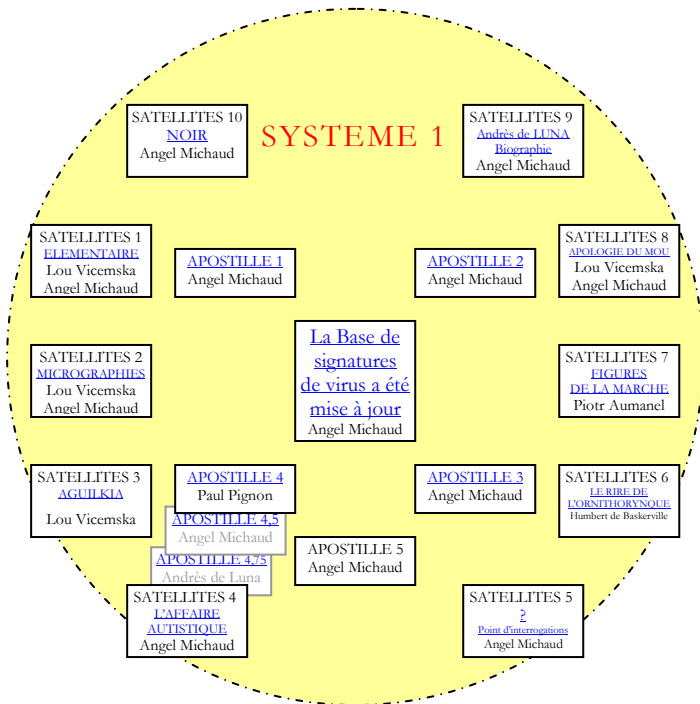 SATELLITES 10
NOIR
Angel Michaud
SYSTEME 1
SATELLITES 9
Andrès de LUNA
Biographie
Angel Michaud
SATELLITES 1
ELEMENTAIRE
Lou Vicemska
Angel Michaud
APOSTILLE 1
Angel Michaud
APOSTILLE 2
Angel Michaud
SATELLITES 8
APOLOGIE DU MOU
Lou Vicemska
Angel Michaud
SATELLITES 2
MICROGRAPHIES
Lou Vicemska
Angel Michaud
La Base de
signatures
de virus a été
mise à jour
Angel Michaud
SATELLITES 7
FIGURES
DE LA MARCHE
Piotr Aumanel
SATELLITES 3
AGUILKIA
Lou Vicemska
APOSTILLE 4
Paul Pignon
APOSTILLE 4,5
Angel Michaud
APOSTILLE 4,75
Andrès de Luna
APOSTILLE 3
Angel Michaud
SATELLITES 6
LE RIRE DE
L'ORNITHORYNQUE
Humbert de Baskerville
APOSTILLE 5
Angel Michaud
SATELLITES 4
L'AFFAIRE
AUTISTIQUE
Angel Michaud
SATELLITES 5
?
Point d'interrogations
Angel Michaud